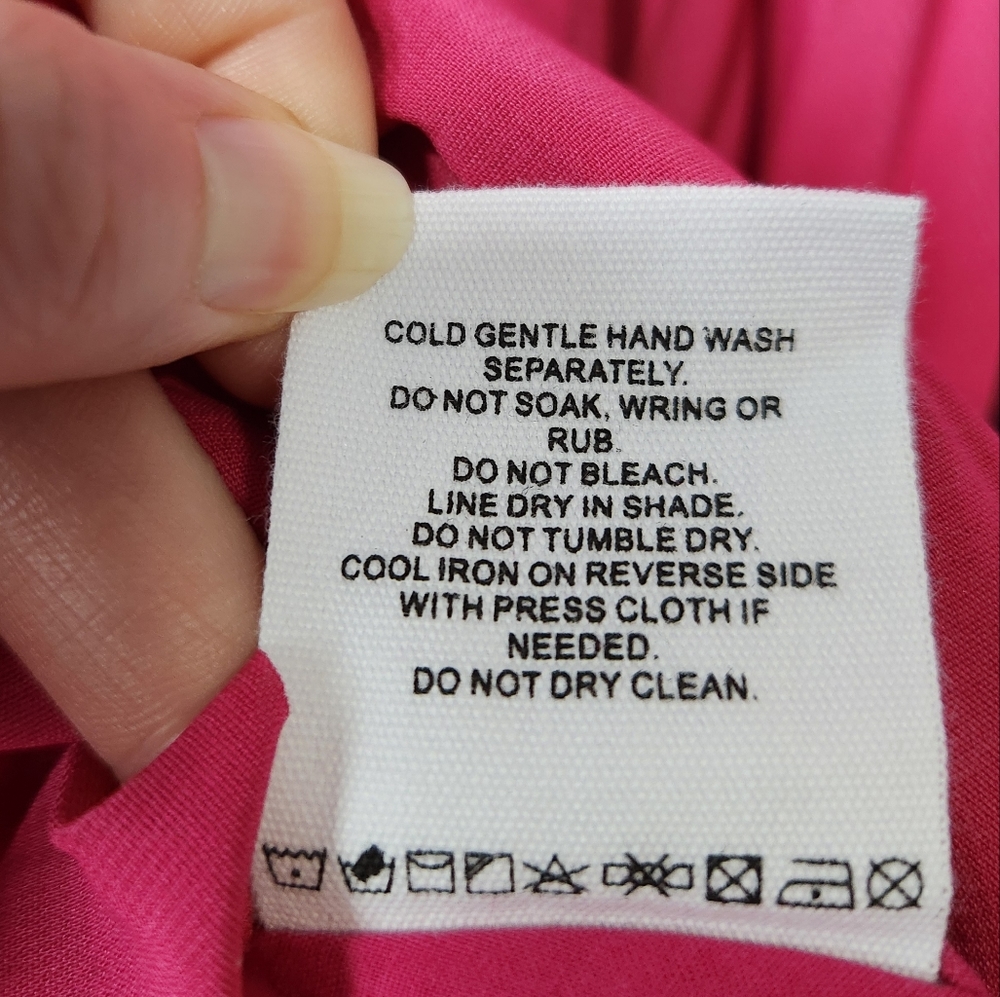 COLD GENTLE HAND WASH
SEPARATELY.
DO NOT SOAK, WRING OR
RUB.
DO NOT BLEACH.
LINE DRY IN SHADE.
DO NOT TUMBLE DRY.
COOL IRON ON REVERSE SIDE
WITH PRESS CLOTH IF
NEEDED.
DO NOT DRY CLEAN.